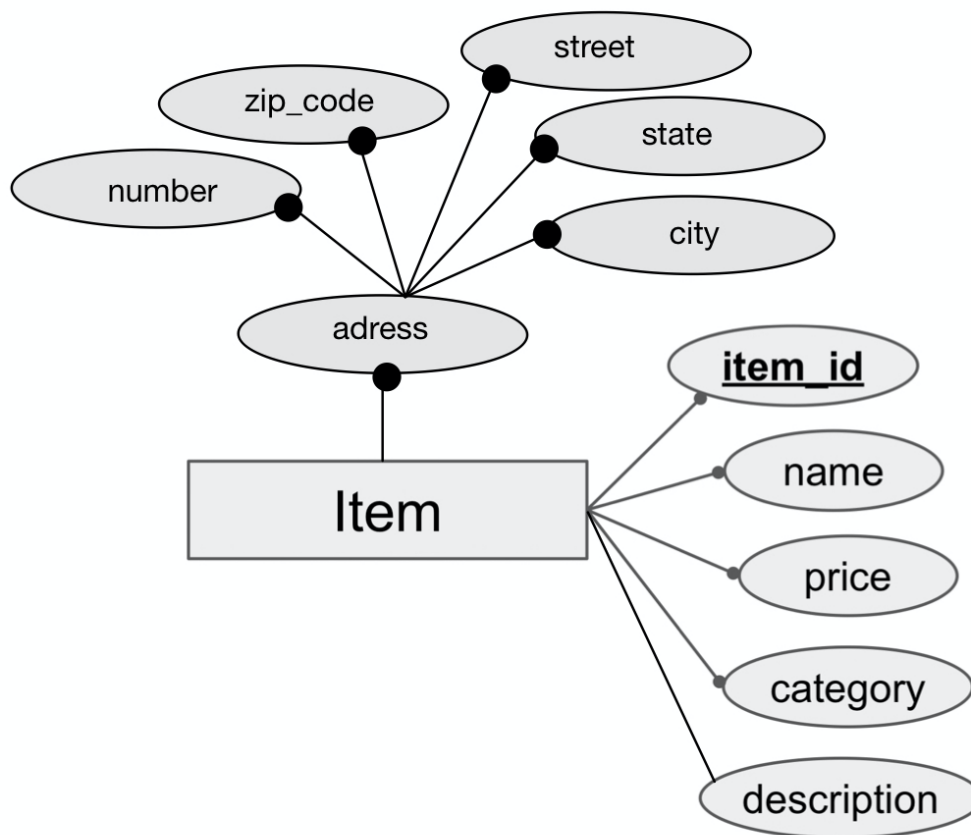 street
zip_code
state
number
city
adress
item_id
name
Item
price
category
description